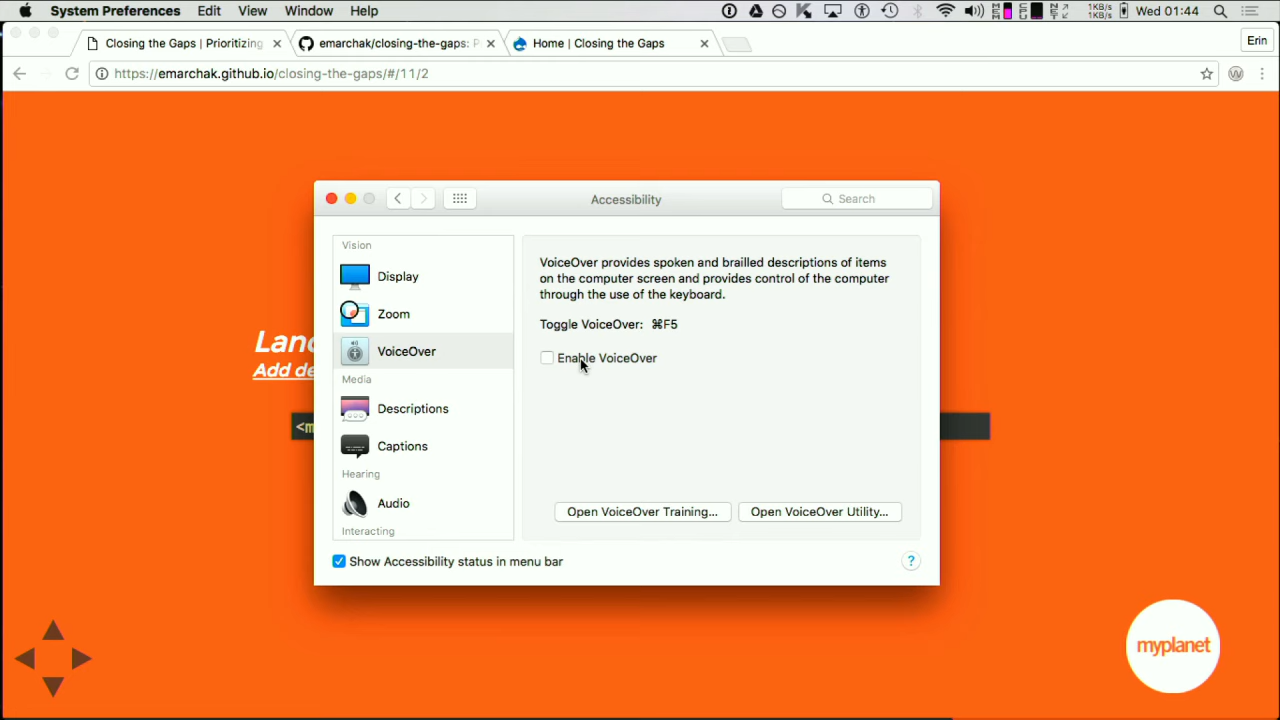 System Preferences Edit View Window Help
1KB/s
1KB/s
Wed 01:44
Closing the Gaps | Prioritizing
emarchak/closing-the-gaps: P
Home | Closing the Gaps
Erin
https://emarchak.github.io/closing-the-gaps/#/11/2
Accessibility
Search
Vision
Display
Zoom
VoiceOver
Media
Descriptions
Captions
Hearing
Audio
Interacting
VoiceOver provides spoken and brailled descriptions of items
on the computer screen and provides control of the computer
through the use of the keyboard.
Toggle VoiceOver: ⌘F5
Enable VoiceOver
Open VoiceOver Training...
Open VoiceOver Utility...
Show Accessibility status in menu bar
?
Lan
Add de
<m
myplanet